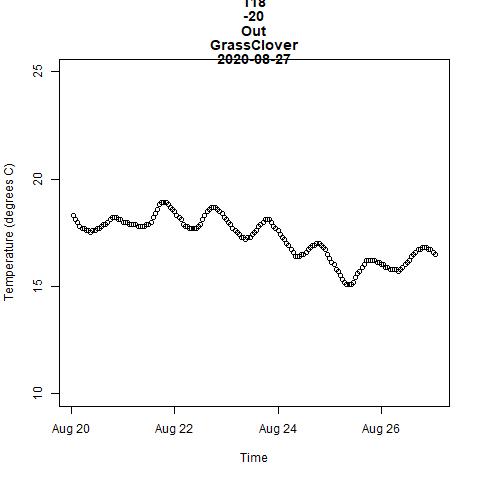 T18
-20
Out
GrassClover
2020-08-27
25
20
15
10
Temperature (degrees C)
Aug 20 Aug 22 Aug 24 Aug 26
Time